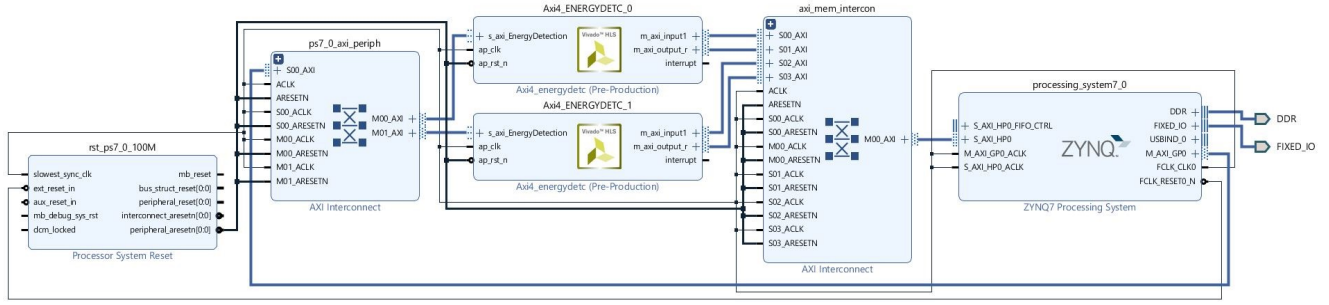 rst_ps7_0_100M
slowest_sync_clk
ext_reset_in
aux_reset_in
mb_debug_sys_rst
dcm_locked
mb_reset
bus_struct_reset[0:0]
peripheral_reset[0:0]
interconnect_aresetn[0:0]
peripheral_aresetn[0:0]
Processor System Reset
ps7_0_axi_periph
S00_AXI
ACLK
ARESETN
S00_ACLK
S00_ARESETN
M00_ACLK
M00_ARESETN
M01_ACLK
M01_ARESETN
M00_AXI
M01_AXI
AXI Interconnect
Axi4_ENERGYDETC_0
s_axi_EnergyDetection
ap_clk
ap_rst_n
Vivado™ HLS
m_axi_input1
m_axi_output_r
interrupt
Axi4_energydetc (Pre-Production)
Axi4_ENERGYDETC_1
s_axi_EnergyDetection
ap_clk
ap_rst_n
Vivado™ HLS
m_axi_input1
m_axi_output_r
interrupt
Axi4_energydetc (Pre-Production)
axi_mem_intercon
S00_AXI
S01_AXI
S02_AXI
S03_AXI
ACLK
ARESETN
S00_ACLK
S00_ARESETN
M00_ACLK
M00_ARESETN
S01_ACLK
S01_ARESETN
S02_ACLK
S02_ARESETN
S03_ACLK
S03_ARESETN
M00_AXI
AXI Interconnect
processing_system7_0
S_AXI_HP0_FIFO_CTRL
S_AXI_HP0
M_AXI_GP0_ACLK
S_AXI_HP0_ACLK
ZYNQ
DDR
FIXED_IO
USBIND_0
M_AXI_GP0
FCLK_CLK0
FCLK_RESET0_N
ZYNQ7 Processing System
DDR
FIXED_IO